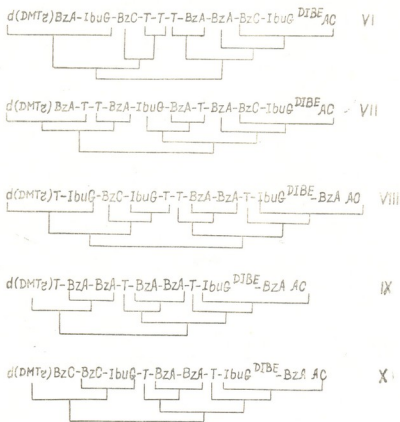 d(DMTr)BzA-IbuG-BzC-T-T-T-BzA-BzA-BzC-IbuG DIBE AC VI
d(DMTr)BzA-T-T-BzA-IbuG-BzA-T-BzA-BzC-IbuG DIBE AC VII
d(DMTr)T-IbuG-BzC-IbuG-T-T-BzA-BzA-T-IbuG DIBE-BzA AC VIII
d(DMTr)T-BzA-BzA-T-BzA-BzA-T-IbuG DIBE-BzA AC IX
d(DMTr)BzC-BzC-IbuG-T-BzA-BzA-T-IbuG DIBE-BzA AC X